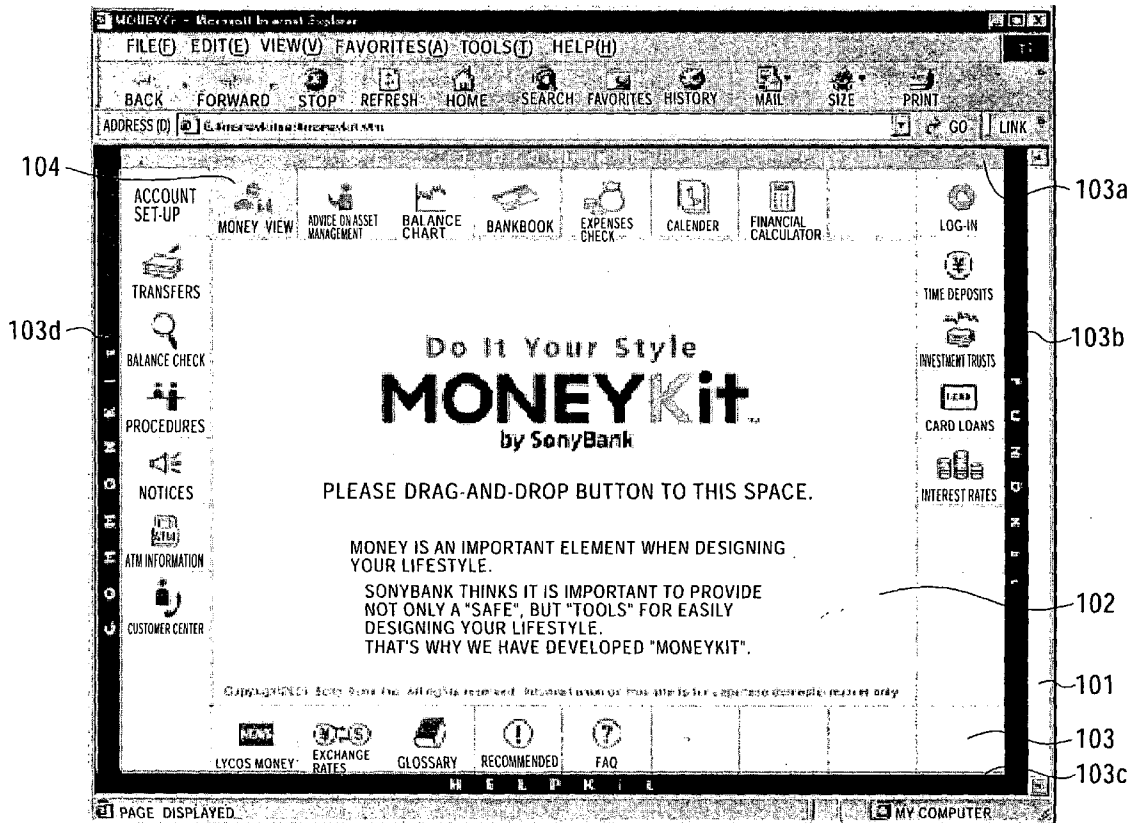 MONEYKit - Microsoft Internet Explorer
FILE(F) EDIT(E) VIEW(V) FAVORITES(A) TOOLS(T) HELP(H)
BACK FORWARD STOP REFRESH HOME SEARCH FAVORITES HISTORY MAIL SIZE PRINT
ADDRESS (D) GO LINK
104
103a
ACCOUNT
SET-UP
MONEY VIEW
ADVICE ON ASSET
MANAGEMENT
BALANCE
CHART
BANKBOOK
EXPENSES
CHECK
CALENDER
FINANCIAL
CALCULATOR
LOG-IN
TRANSFERS
TIME DEPOSITS
103d
103b
BALANCE CHECK
INVESTMENT TRUSTS
PROCEDURES
CARD LOANS
NOTICES
INTEREST RATES
ATM
ATM INFORMATION
CUSTOMER CENTER
Do It Your Style
MONEYKit™
by SonyBank
PLEASE DRAG-AND-DROP BUTTON TO THIS SPACE.
MONEY IS AN IMPORTANT ELEMENT WHEN DESIGNING
YOUR LIFESTYLE.
SONYBANK THINKS IT IS IMPORTANT TO PROVIDE
NOT ONLY A "SAFE", BUT "TOOLS" FOR EASILY
DESIGNING YOUR LIFESTYLE.
THAT'S WHY WE HAVE DEVELOPED "MONEYKIT".
102
101
103
103c
LYCOS MONEY
EXCHANGE
RATES
GLOSSARY
RECOMMENDED
FAQ
HELPKit
PAGE DISPLAYED
MY COMPUTER